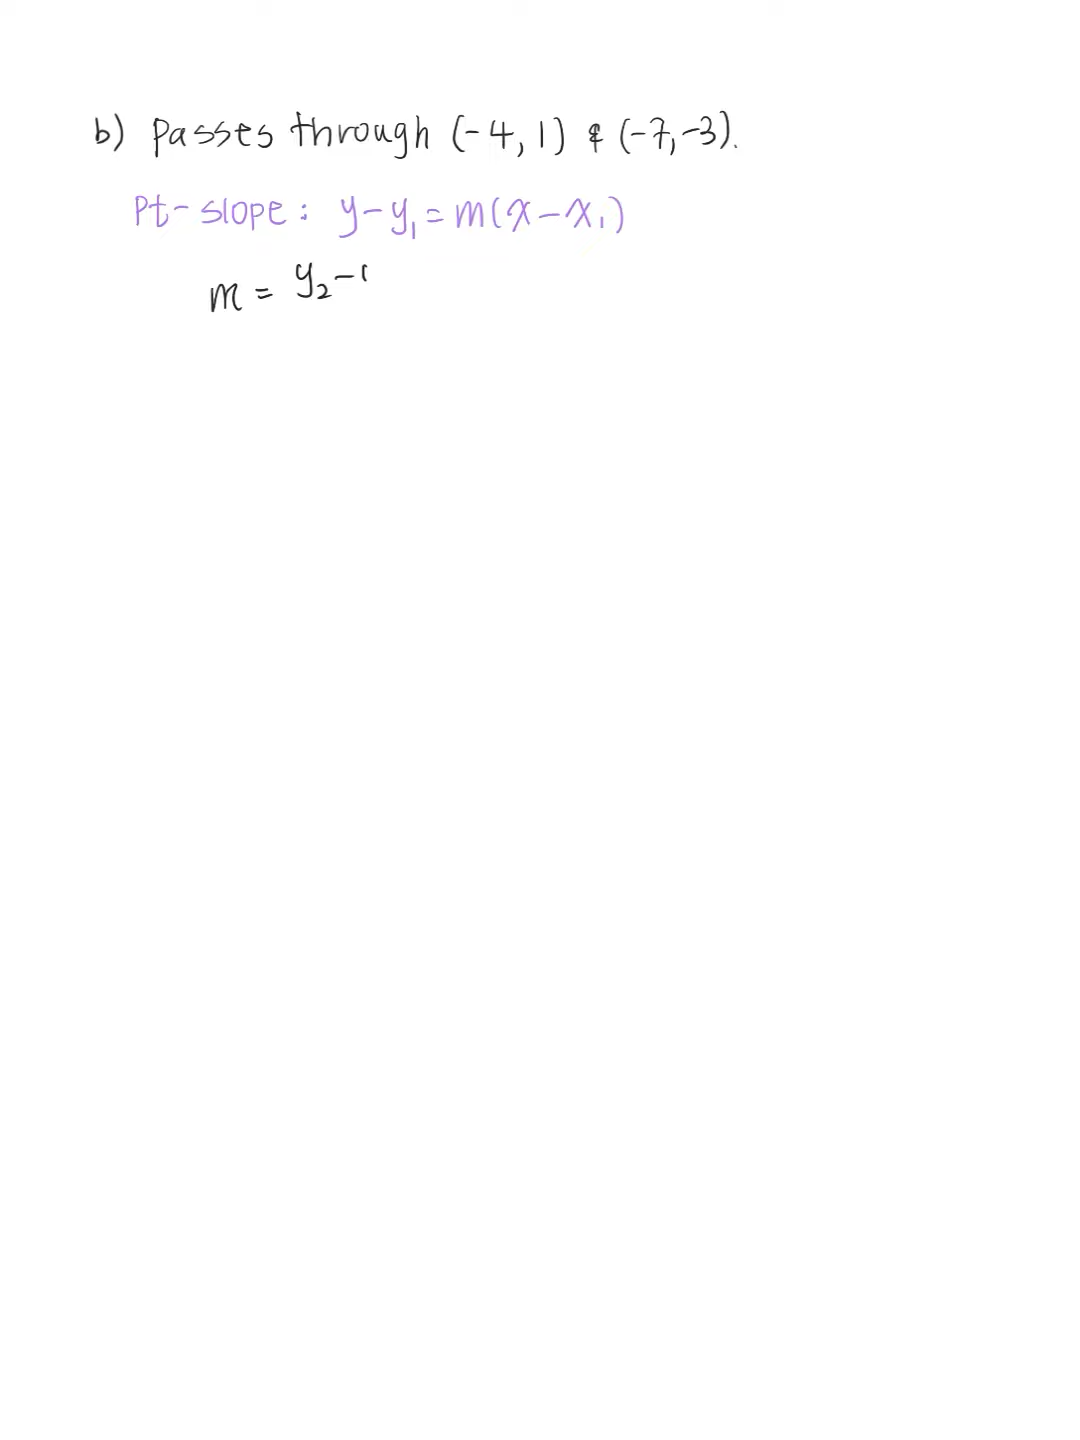 b) passes through (-4, 1) & (-7, -3).
Pt-slope: y-y₁ = m(x-x₁)
m = y₂-